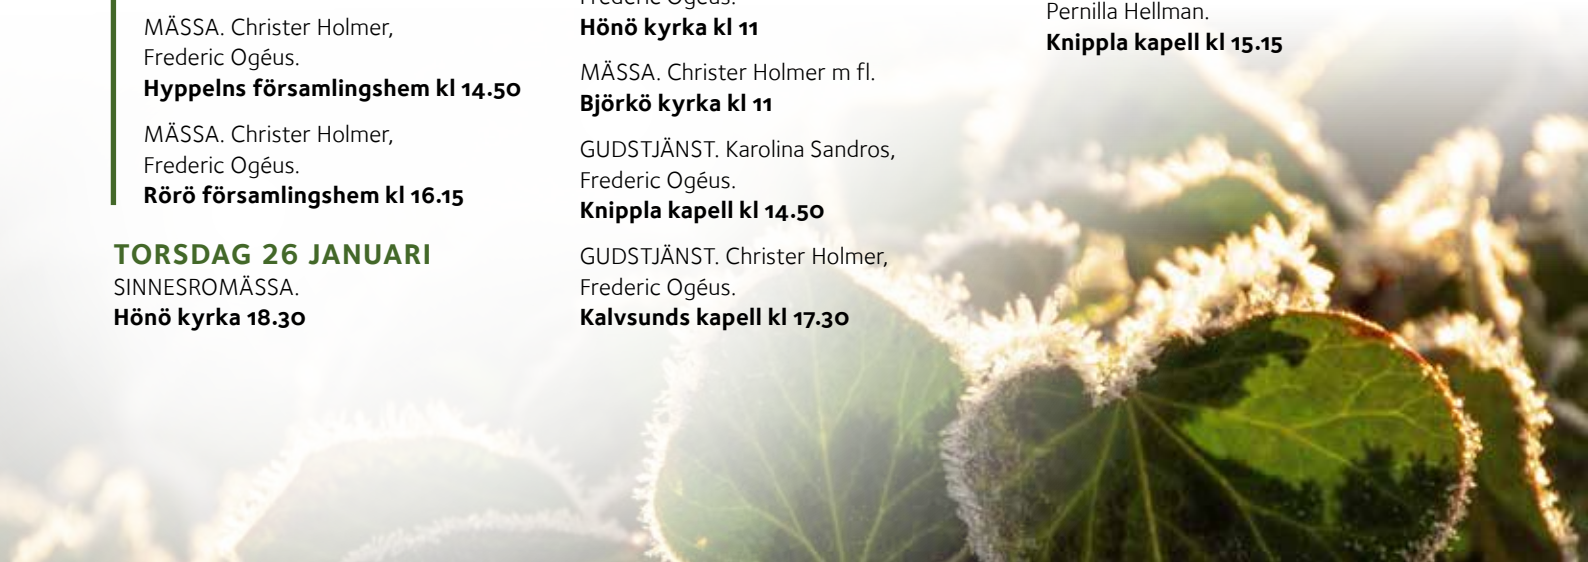 MÄSSA. Christer Holmer,
Frederic Ogéus.
Hyppelns församlingshem kl 14.50
MÄSSA. Christer Holmer,
Frederic Ogéus.
Rörö församlingshem kl 16.15
TORSDAG 26 JANUARI
SINNESROMÄSSA.
Hönö kyrka 18.30
Frederic Ogéus.
Hönö kyrka kl 11
MÄSSA. Christer Holmer m fl.
Björkö kyrka kl 11
GUDSTJÄNST. Karolina Sandros,
Frederic Ogéus.
Knippla kapell kl 14.50
GUDSTJÄNST. Christer Holmer,
Frederic Ogéus.
Kalvsunds kapell kl 17.30
Pernilla Hellman.
Knippla kapell kl 15.15